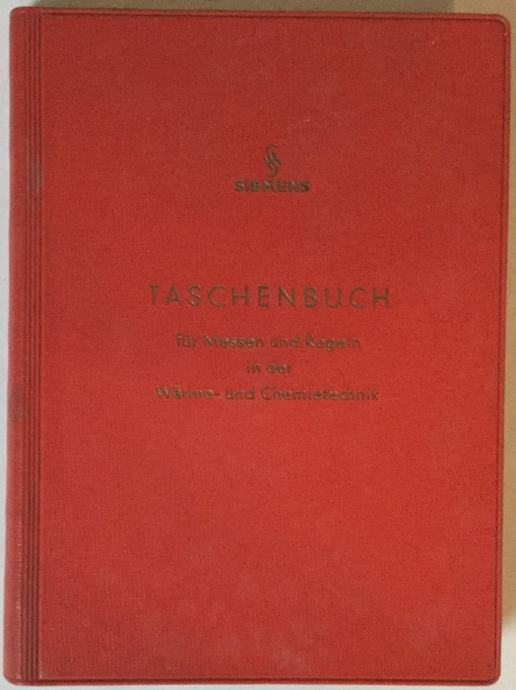 SIEMENS
TASCHENBUCH
für Messen und Regeln
in der
Wärme- und Chemietechnik